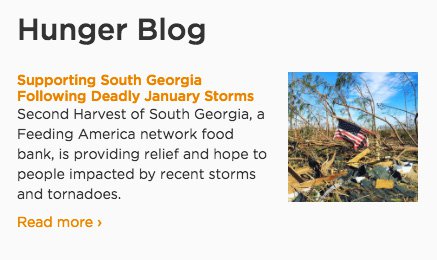 Hunger Blog
Supporting South Georgia
Following Deadly January Storms
Second Harvest of South Georgia, a
Feeding America network food
bank, is providing relief and hope to
people impacted by recent storms
and tornadoes.
Read more ›